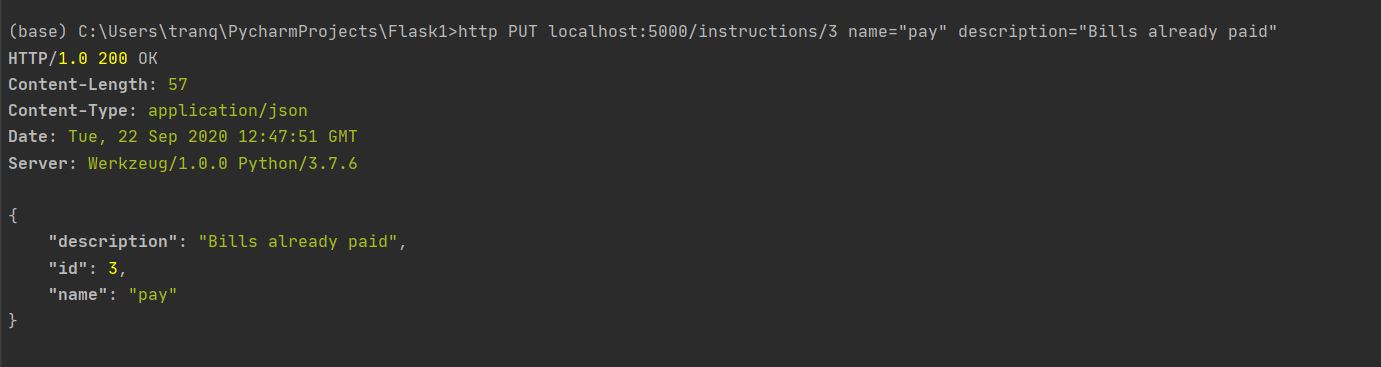 (base) C:\Users\tranq\PycharmProjects\Flask1>http PUT localhost:5000/instructions/3 name="pay" description="Bills already paid"
HTTP/1.0 200 OK
Content-Length: 57
Content-Type: application/json
Date: Tue, 22 Sep 2020 12:47:51 GMT
Server: Werkzeug/1.0.0 Python/3.7.6

{
    "description": "Bills already paid",
    "id": 3,
    "name": "pay"
}